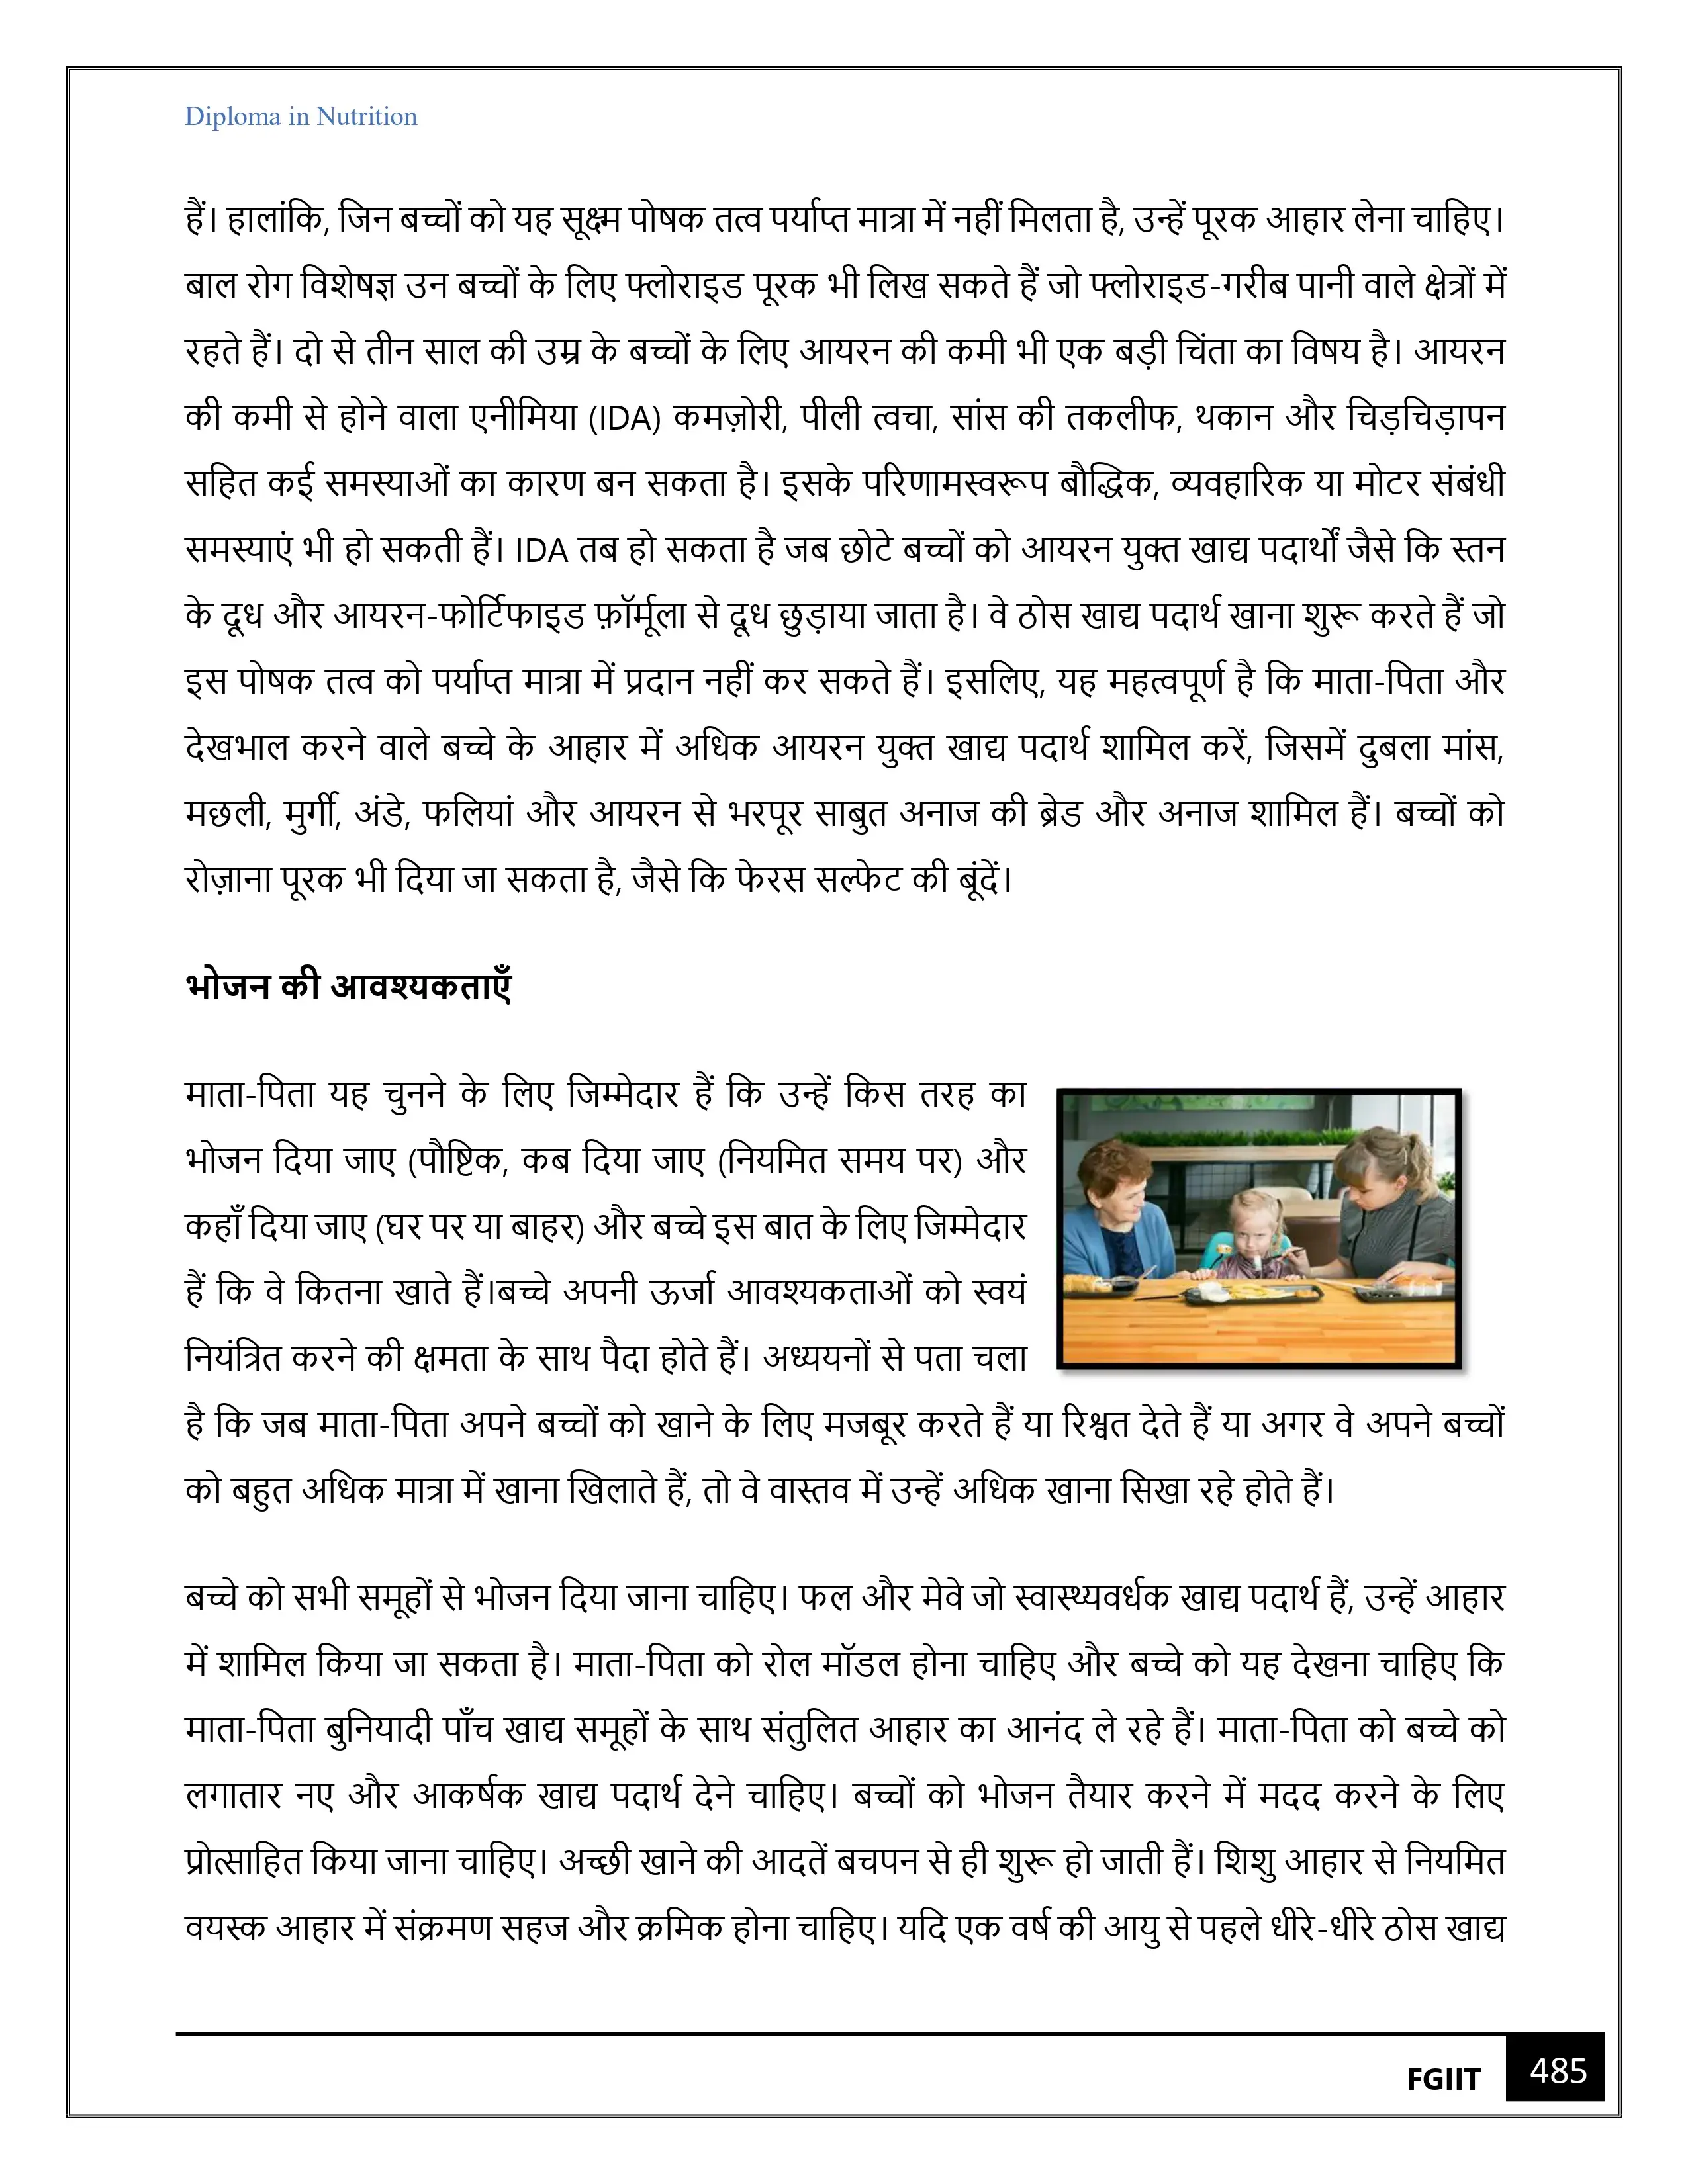 Diploma in Nutrition
हैं। हालांकि, जिन बच्चों को यह सूक्ष्म पोषक तत्व पर्याप्त मात्रा में नहीं मिलता है, उन्हें पूरक आहार लेना चाहिए।
बाल रोग विशेषज्ञ उन बच्चों के लिए फ्लोराइड पूरक भी लिख सकते हैं जो फ्लोराइड-गरीब पानी वाले क्षेत्रों में
रहते हैं। दो से तीन साल की उम्र के बच्चों के लिए आयरन की कमी भी एक बड़ी चिंता का विषय है। आयरन
की कमी से होने वाला एनीमिया (IDA) कमज़ोरी, पीली त्वचा, सांस की तकलीफ, थकान और चिड़चिड़ापन
सहित कई समस्याओं का कारण बन सकता है। इसके परिणामस्वरूप बौद्धिक, व्यवहारिक या मोटर संबंधी
समस्याएं भी हो सकती हैं। IDA तब हो सकता है जब छोटे बच्चों को आयरन युक्त खाद्य पदार्थों जैसे कि स्तन
के दूध और आयरन-फोर्टिफाइड फ़ॉर्मूला से दूध छुड़ाया जाता है। वे ठोस खाद्य पदार्थ खाना शुरू करते हैं जो
इस पोषक तत्व को पर्याप्त मात्रा में प्रदान नहीं कर सकते हैं। इसलिए, यह महत्वपूर्ण है कि माता-पिता और
देखभाल करने वाले बच्चे के आहार में अधिक आयरन युक्त खाद्य पदार्थ शामिल करें, जिसमें दुबला मांस,
मछली, मुर्गी, अंडे, फलियां और आयरन से भरपूर साबुत अनाज की ब्रेड और अनाज शामिल हैं। बच्चों को
रोज़ाना पूरक भी दिया जा सकता है, जैसे कि फेरस सल्फेट की बूंदें।
भोजन की आवश्यकताएँ
माता-पिता यह चुनने के लिए जिम्मेदार हैं कि उन्हें किस तरह का
भोजन दिया जाए (पौष्टिक, कब दिया जाए (नियमित समय पर) और
कहाँ दिया जाए (घर पर या बाहर) और बच्चे इस बात के लिए जिम्मेदार
हैं कि वे कितना खाते हैं।बच्चे अपनी ऊर्जा आवश्यकताओं को स्वयं
नियंत्रित करने की क्षमता के साथ पैदा होते हैं। अध्ययनों से पता चला
है कि जब माता-पिता अपने बच्चों को खाने के लिए मजबूर करते हैं या रिश्वत देते हैं या अगर वे अपने बच्चों
को बहुत अधिक मात्रा में खाना खिलाते हैं, तो वे वास्तव में उन्हें अधिक खाना सिखा रहे होते हैं।
बच्चे को सभी समूहों से भोजन दिया जाना चाहिए। फल और मेवे जो स्वास्थ्यवर्धक खाद्य पदार्थ हैं, उन्हें आहार
में शामिल किया जा सकता है। माता-पिता को रोल मॉडल होना चाहिए और बच्चे को यह देखना चाहिए कि
माता-पिता बुनियादी पाँच खाद्य समूहों के साथ संतुलित आहार का आनंद ले रहे हैं। माता-पिता को बच्चे को
लगातार नए और आकर्षक खाद्य पदार्थ देने चाहिए। बच्चों को भोजन तैयार करने में मदद करने के लिए
प्रोत्साहित किया जाना चाहिए। अच्छी खाने की आदतें बचपन से ही शुरू हो जाती हैं। शिशु आहार से नियमित
वयस्क आहार में संक्रमण सहज और क्रमिक होना चाहिए। यदि एक वर्ष की आयु से पहले धीरे-धीरे ठोस खाद्य
FGIIT 485